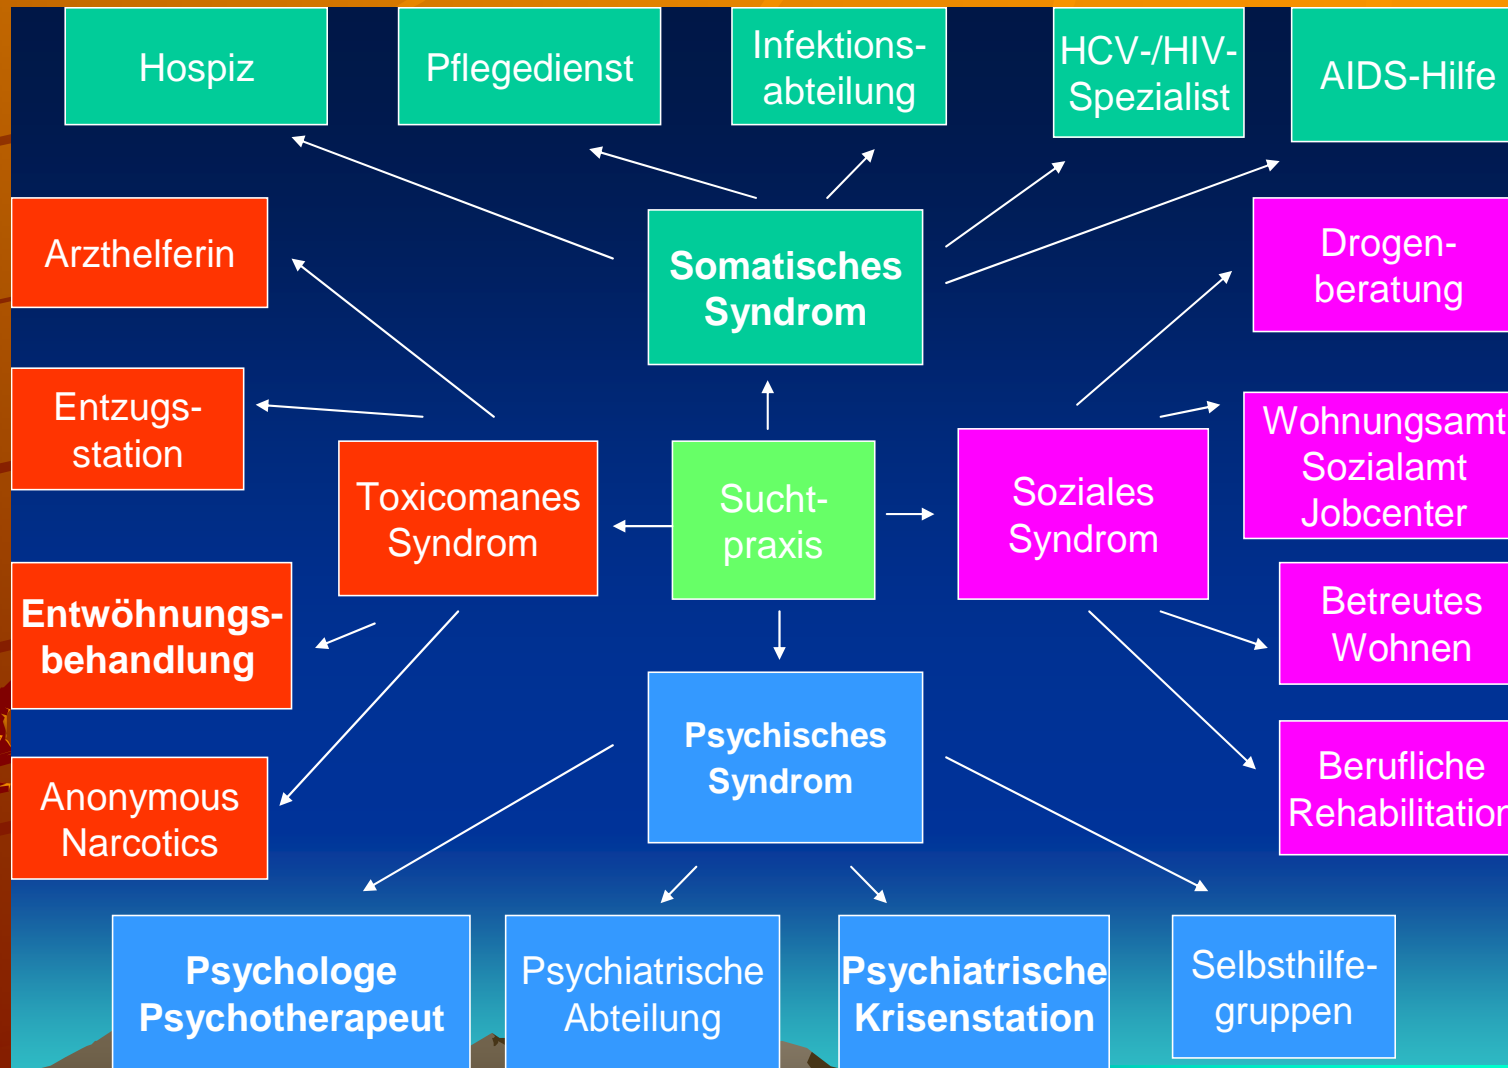 Hospiz
Pflegedienst
Infektions-
abteilung
HCV-/HIV-
Spezialist
AIDS-Hilfe
Arzthelferin
Somatisches
Syndrom
Drogen-
beratung
Entzugs-
station
Toxicomanes
Syndrom
Sucht-
praxis
Soziales
Syndrom
Wohnungsamt
Sozialamt
Jobcenter
Entwöhnungs-
behandlung
Betreutes
Wohnen
Psychisches
Syndrom
Anonymous
Narcotics
Berufliche
Rehabilitation
Psychologe
Psychotherapeut
Psychiatrische
Abteilung
Psychiatrische
Krisenstation
Selbsthilfe-
gruppen